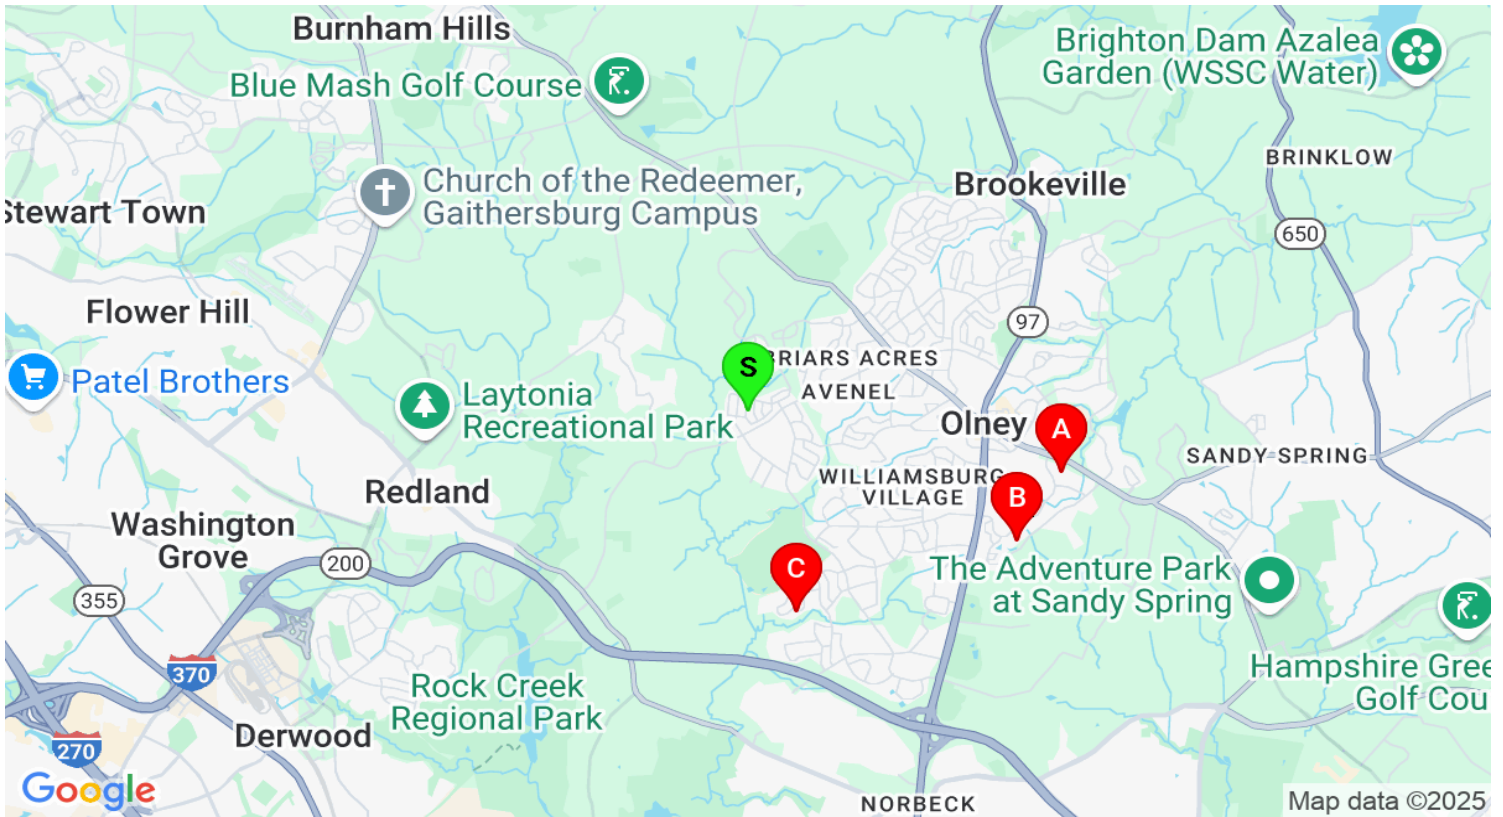 Burnham Hills
Blue Mash Golf Course
Brighton Dam Azalea
Garden (WSSC Water)
BRINKLOW
Church of the Redeemer,
Gaithersburg Campus
Brookeville
Stewart Town
650
Flower Hill
97
BRIARS ACRES
S
Patel Brothers
AVENEL
Laytonia
Recreational Park
Olney
A
SANDY SPRING
WILLIAMSBURG
VILLAGE
Redland
B
Washington
Grove
200
C
The Adventure Park
at Sandy Spring
355
370
Hampshire Gree
Golf Cou
Rock Creek
Regional Park
Derwood
270
Google
NORBECK
Map data ©2025